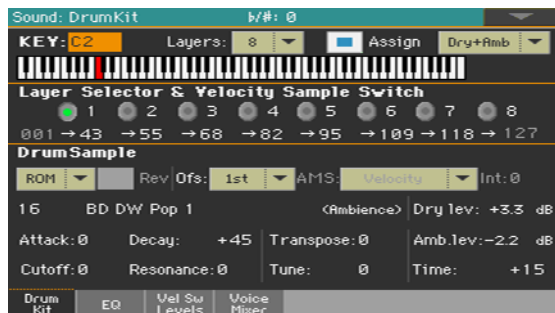 Sound: DrumKit ♭/#: 0
KEY: C2 Layers: 8 Assign Dry+Amb
Layer Selector & Velocity Sample Switch
1 2 3 4 5 6 7 8
001 →43 →55 →68 →82 →95 →109 →118 → 127
DrumSample
ROM Rev Ofs: 1st AMS: Velocity Int: 0
16 BD DW Pop 1 (Ambience) Dry lev: +3.3 dB
Attack: 0 Decay: +45 Transpose: 0 Amb.lev: -2.2 dB
Cutoff: 0 Resonance: 0 Tune: 0 Time: +15
Drum Kit EQ Vel Sw Levels Voice Mixer